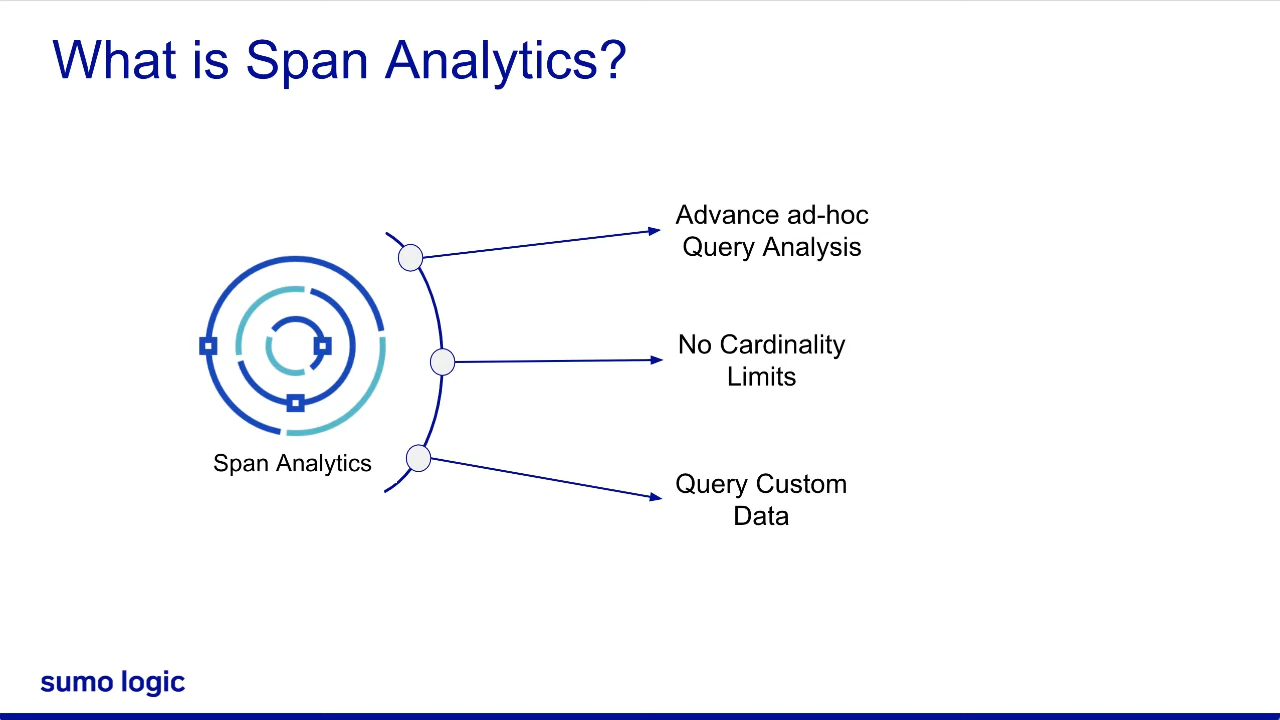 What is Span Analytics?
Advance ad-hoc
Query Analysis
No Cardinality
Limits
Span Analytics
Query Custom
Data
sumo logic